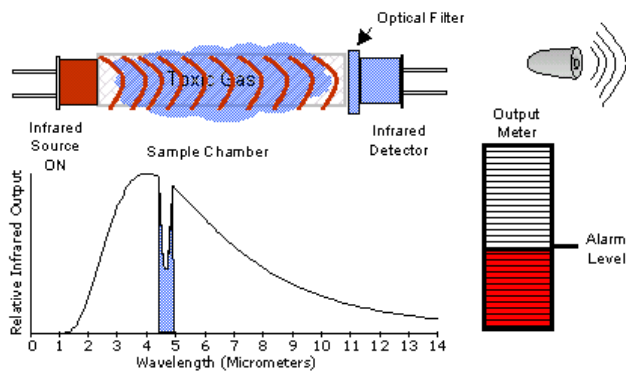 Optical Filter
Toxic Gas
Infrared
Source
ON
Sample Chamber
Infrared
Detector
Output
Meter
Alarm
Level
Relative Infrared Output
0 1 2 3 4 5 6 7 8 9 10 11 12 13 14
Wavelength (Micrometers)